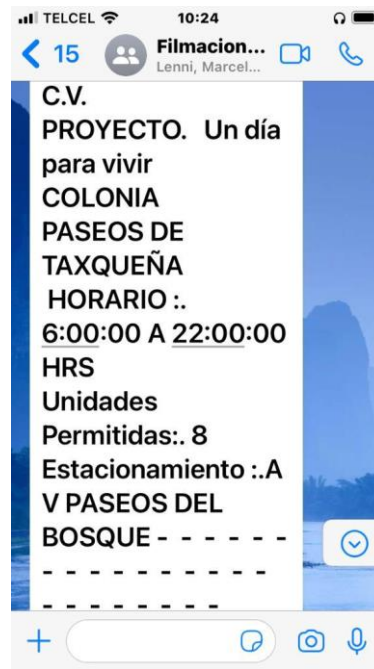 TELCEL 10:24
15 Filmacion...
Lenni, Marcel...
C.V.
PROYECTO. Un día
para vivir
COLONIA
PASEOS DE
TAXQUEÑA
HORARIO :.
6:00:00 A 22:00:00
HRS
Unidades
Permitidas:. 8
Estacionamiento :.A
V PASEOS DEL
BOSQUE - - - - - -
- - - - - - - - - -
- - - - - - - -